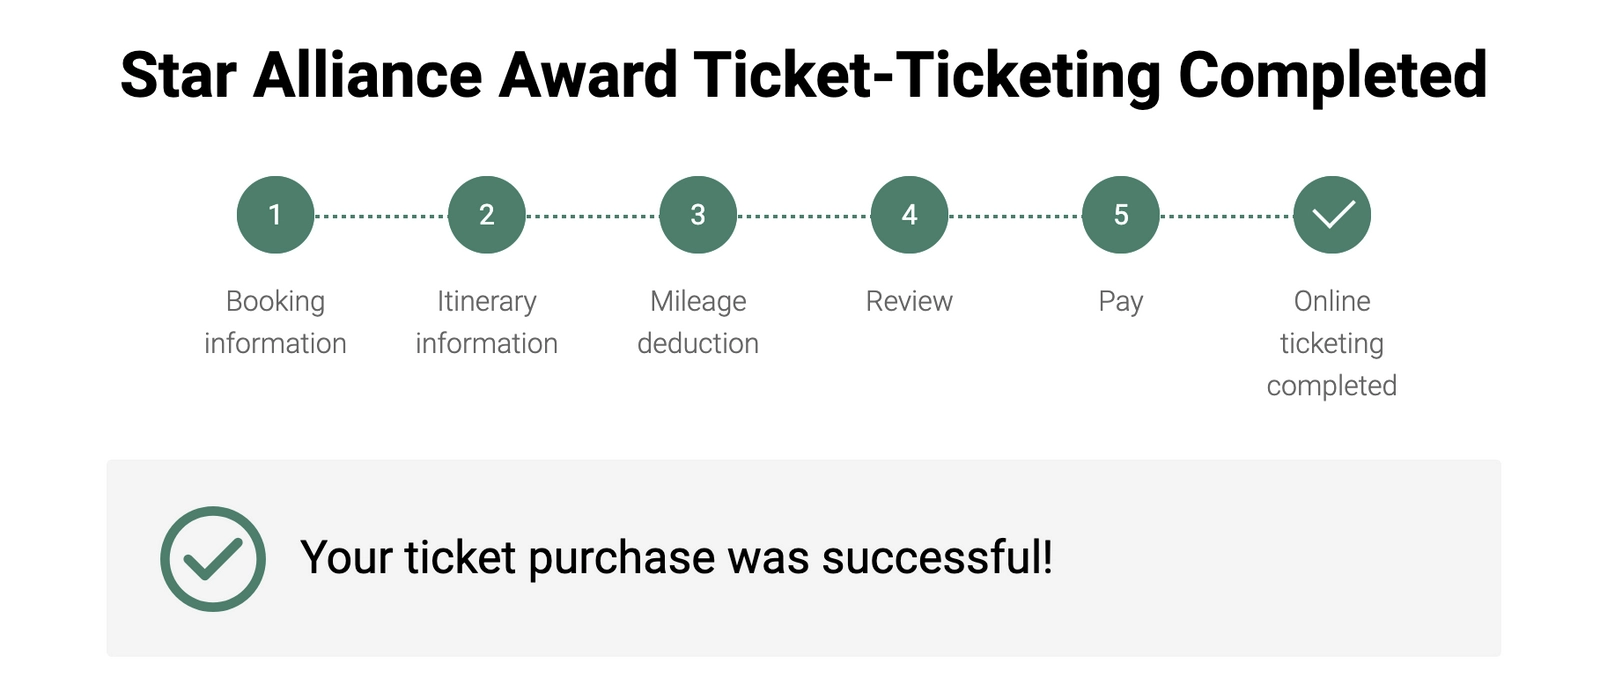 Star Alliance Award Ticket-Ticketing Completed
1 2 3 4 5
Booking information
Itinerary information
Mileage deduction
Review
Pay
Online ticketing completed
Your ticket purchase was successful!